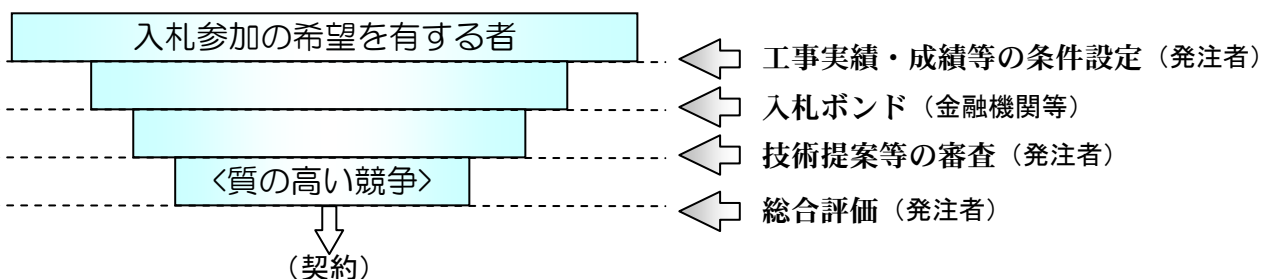 入札参加の希望を有する者
工事実績・成績等の条件設定（発注者）
入札ボンド（金融機関等）
技術提案等の審査（発注者）
<質の高い競争>
総合評価（発注者）
（契約）